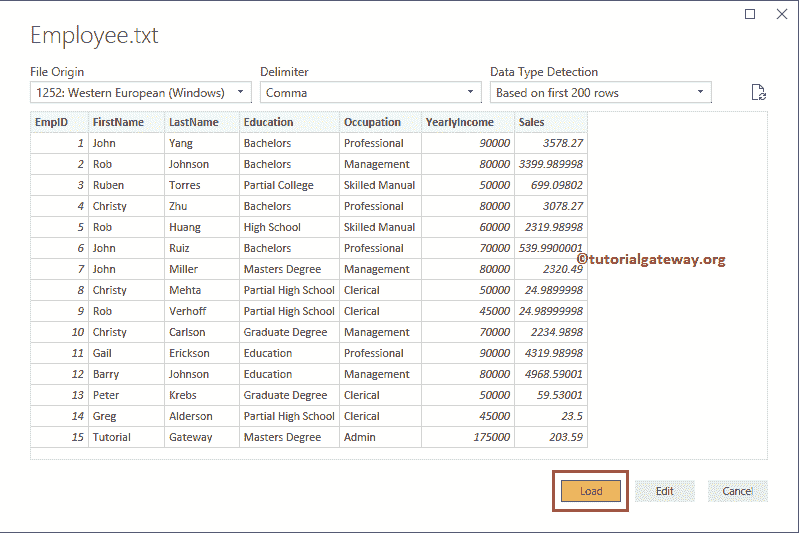 Employee.txt
File Origin Delimiter Data Type Detection
1252: Western European (Windows) Comma Based on first 200 rows
EmpID FirstName LastName Education Occupation YearlyIncome Sales
1 John Yang Bachelors Professional 90000 3578.27
2 Rob Johnson Bachelors Management 80000 3399.989998
3 Ruben Torres Partial College Skilled Manual 50000 699.09802
4 Christy Zhu Bachelors Professional 80000 3078.27
5 Rob Huang High School Skilled Manual 60000 2319.98998
6 John Ruiz Bachelors Professional 70000 539.9900001
©tutorialgateway.org
7 John Miller Masters Degree Management 80000 2320.49
8 Christy Mehta Partial High School Clerical 50000 24.9899998
9 Rob Verhoff Partial High School Clerical 45000 24.98999998
10 Christy Carlson Graduate Degree Management 70000 2234.9898
11 Gail Erickson Education Professional 90000 4319.98998
12 Barry Johnson Education Management 80000 4968.59001
13 Peter Krebs Graduate Degree Clerical 50000 59.53001
14 Greg Alderson Partial High School Clerical 45000 23.5
15 Tutorial Gateway Masters Degree Admin 175000 203.59
Load Edit Cancel